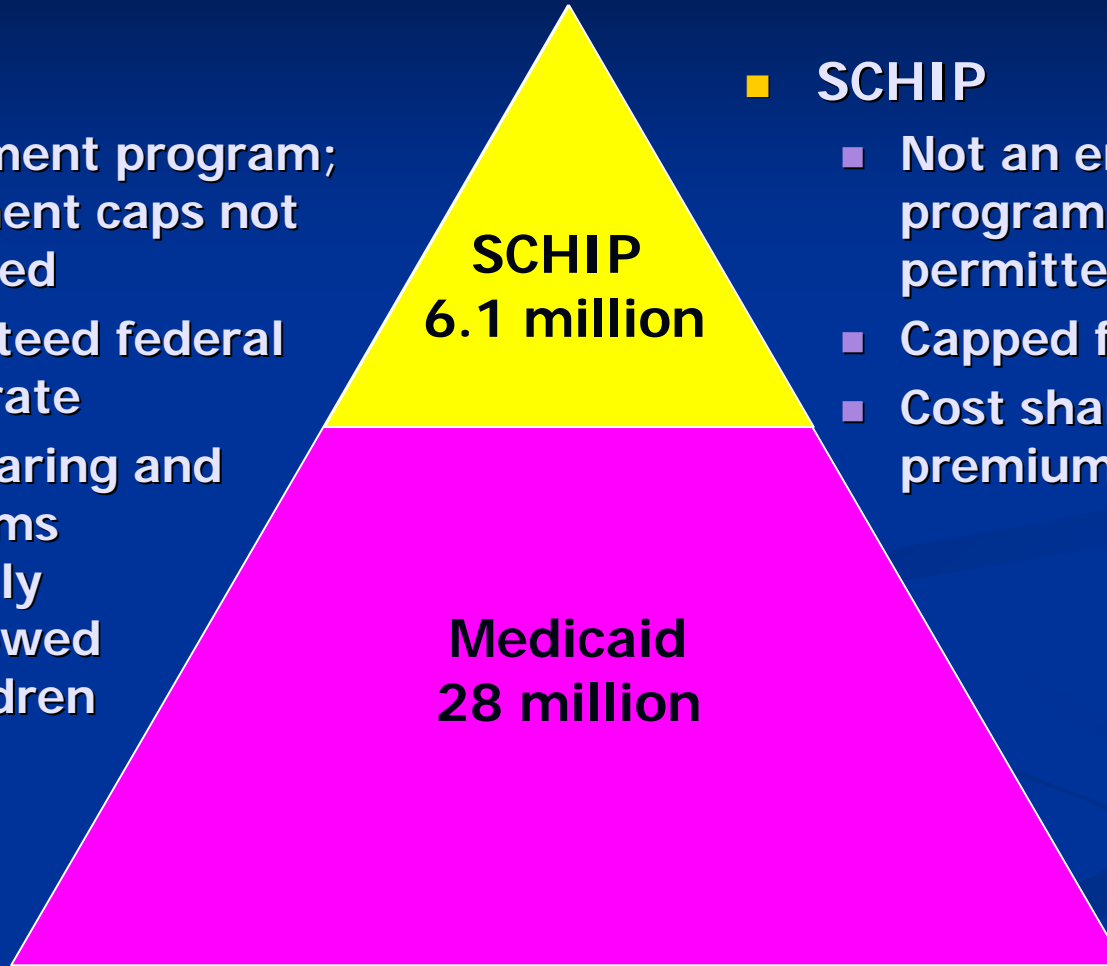 ment program;
nent caps not
ed
teed federal
rate
aring and
ms
ly
wed
dren
SCHIP
6.1 million
Medicaid
28 million
■ SCHIP
■ Not an e
program
permitte
■ Capped f
■ Cost sha
premium